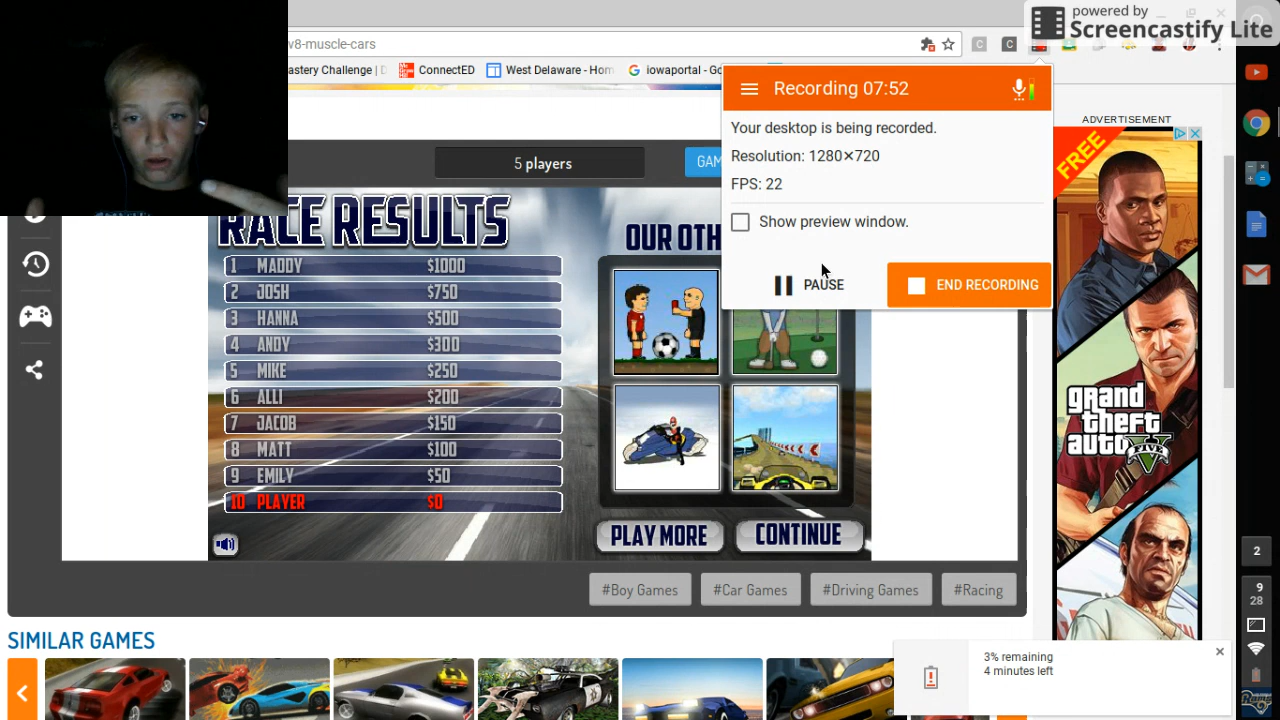 powered by
Screencastify Lite
v8-muscle-cars
astery Challenge | D
ConnectED
West Delaware - Hom
iowaportal - Go
Recording 07:52
Your desktop is being recorded.
Resolution: 1280×720
FPS: 22
Show preview window.
PAUSE
END RECORDING
ADVERTISEMENT
FREE
5 players
GAM
RACE RESULTS
OUR OTH
1 MADDY $1000
2 JOSH $750
3 HANNA $500
4 ANDY $300
5 MIKE $250
6 ALLI $200
7 JACOB $150
8 MATT $100
9 EMILY $50
10 PLAYER $0
PLAY MORE
CONTINUE
grand
theft
auto V
FIVE
#Boy Games
#Car Games
#Driving Games
#Racing
SIMILAR GAMES
3% remaining
4 minutes left
2
9
28